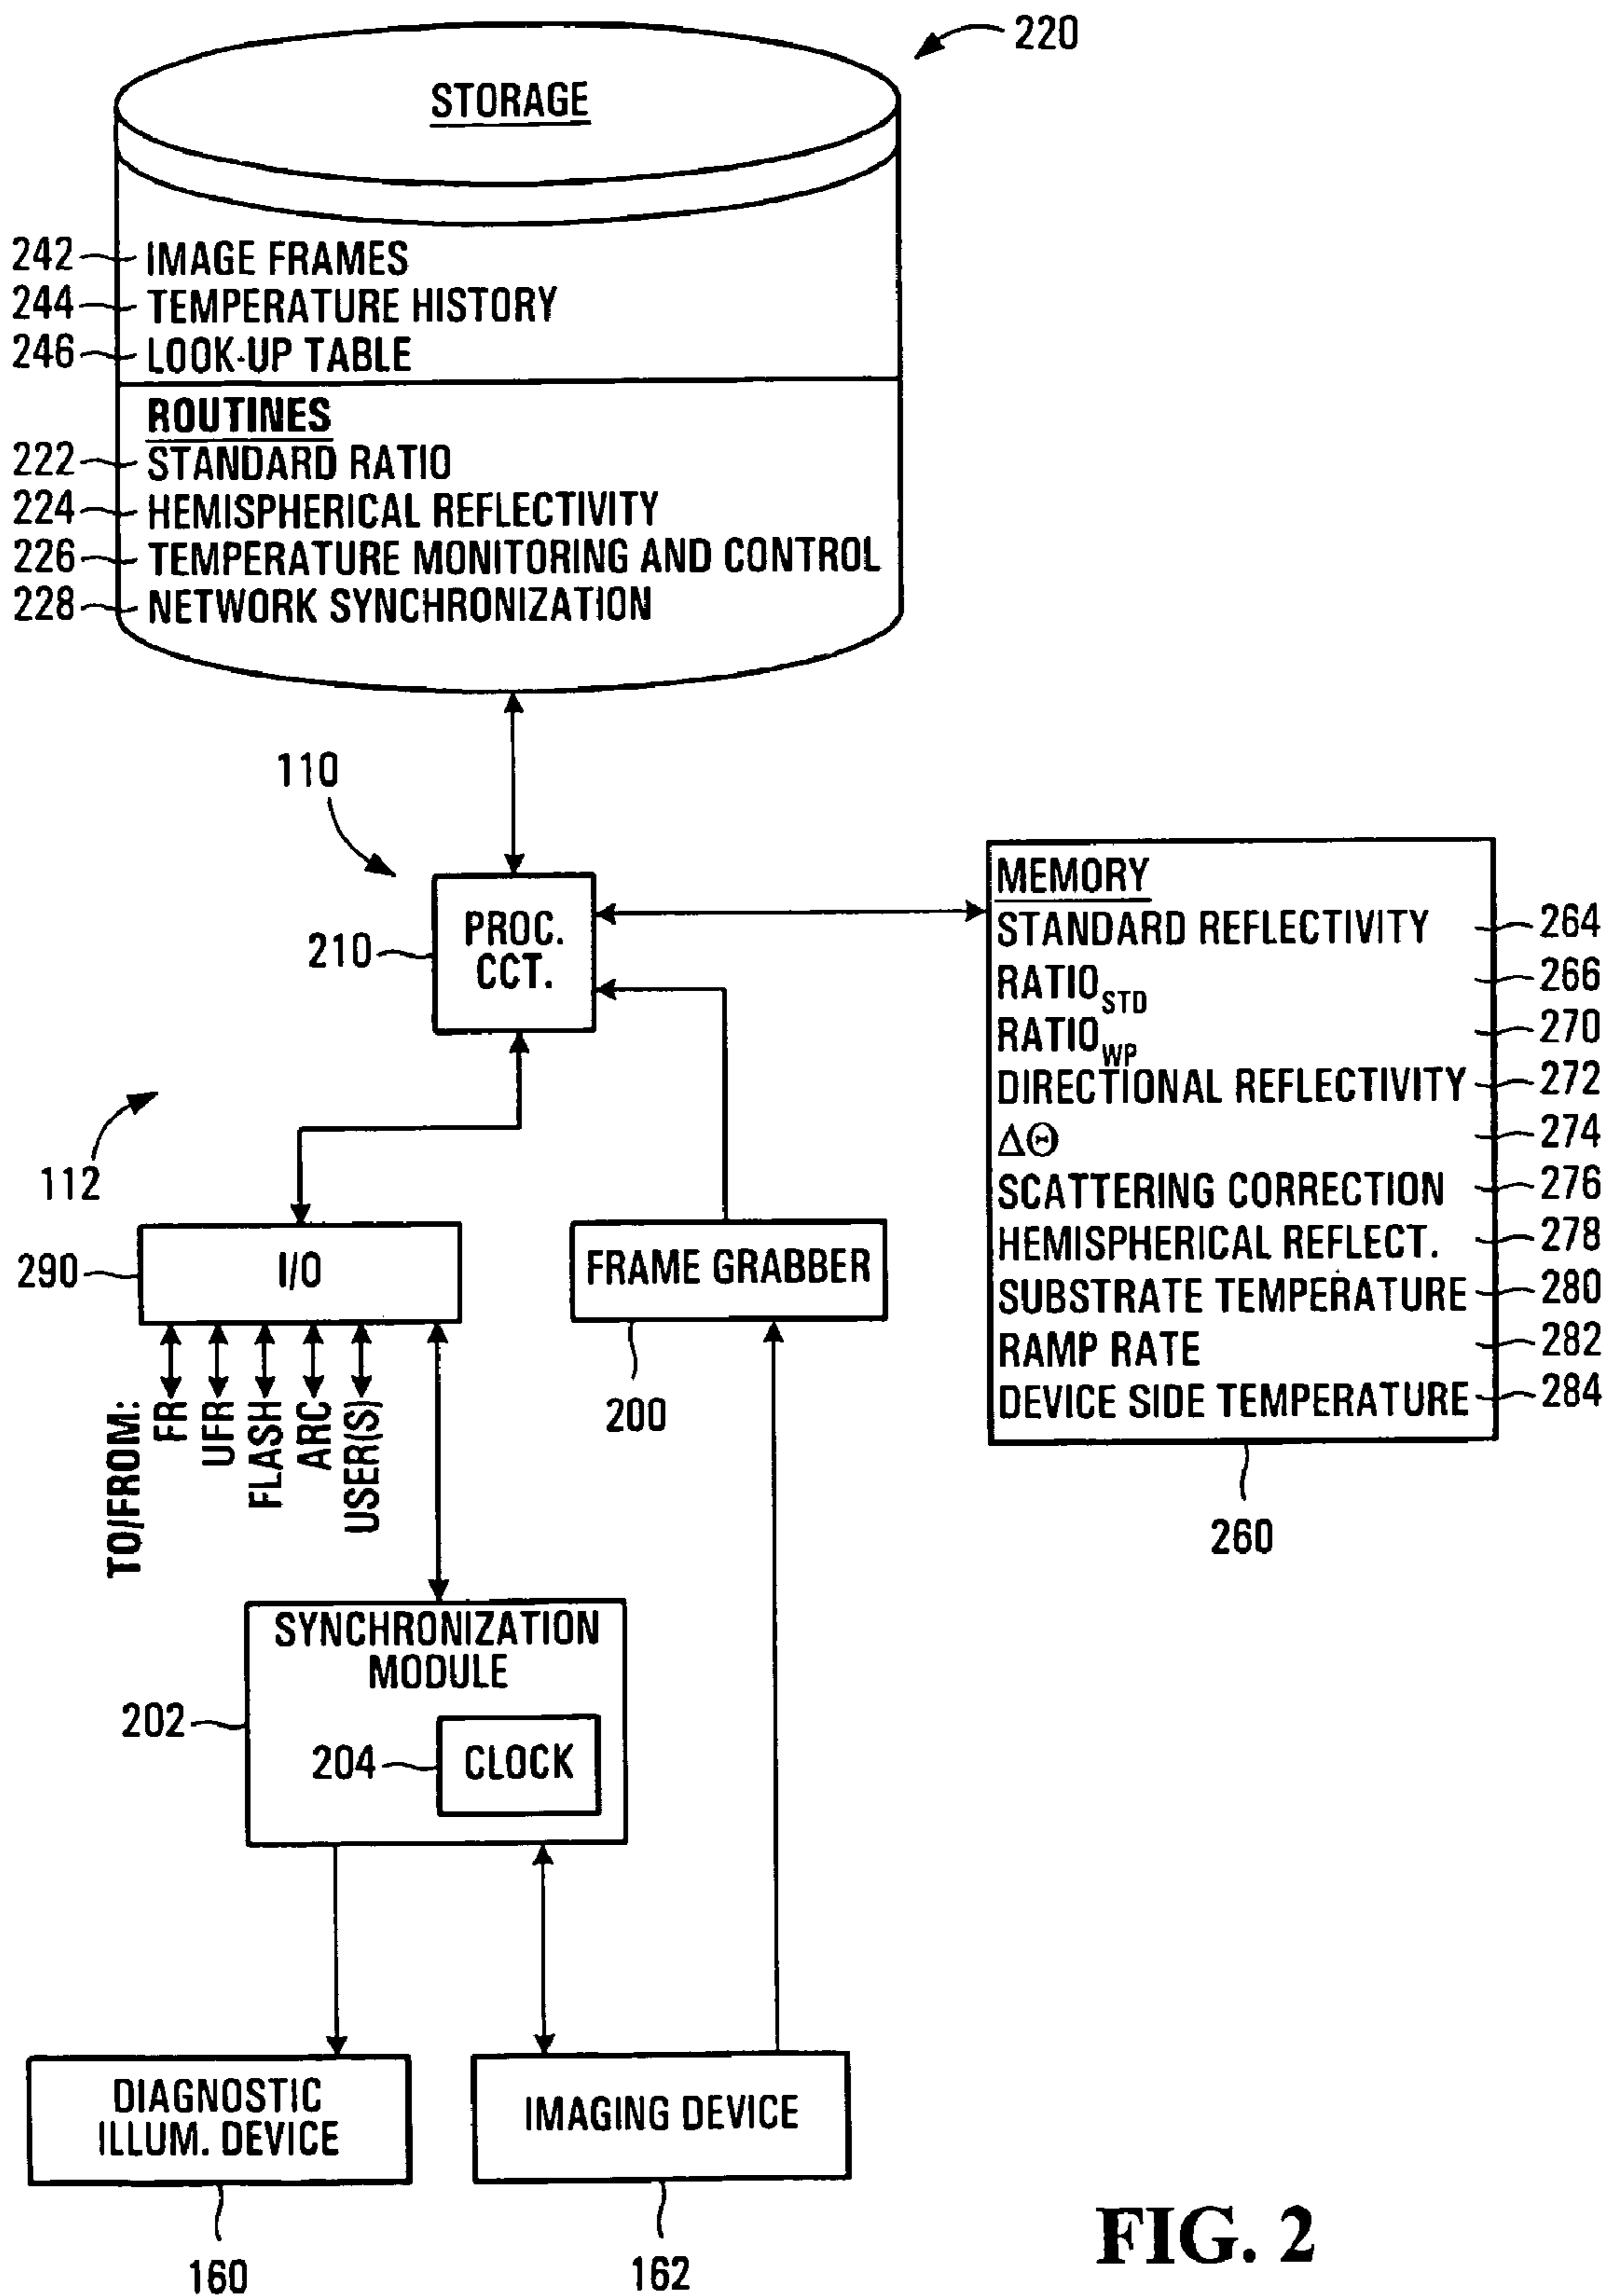 220
STORAGE
242 IMAGE FRAMES
244 TEMPERATURE HISTORY
246 LOOK-UP TABLE
ROUTINES
222 STANDARD RATIO
224 HEMISPHERICAL REFLECTIVITY
226 TEMPERATURE MONITORING AND CONTROL
228 NETWORK SYNCHRONIZATION
110
210
PROC.
CCT.
MEMORY
STANDARD REFLECTIVITY 264
RATIO STD 266
RATIO WP 270
DIRECTIONAL REFLECTIVITY 272
ΔΘ 274
SCATTERING CORRECTION 276
HEMISPHERICAL REFLECT. 278
SUBSTRATE TEMPERATURE 280
RAMP RATE 282
DEVICE SIDE TEMPERATURE 284
260
112
290 I/O
FRAME GRABBER
200
TO/FROM:
FR
UFR
FLASH
ARC
USER(S)
SYNCHRONIZATION
MODULE
202
204 CLOCK
DIAGNOSTIC
ILLUM. DEVICE
160
IMAGING DEVICE
162
FIG. 2